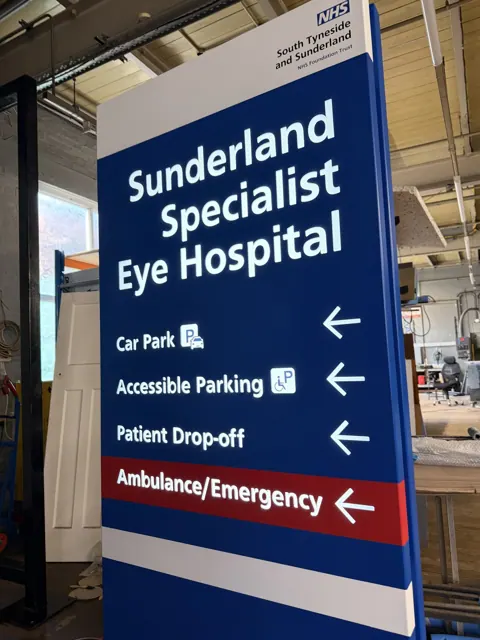 NHS
South Tyneside
and Sunderland
NHS Foundation Trust
Sunderland
Specialist
Eye Hospital
Car Park P
Accessible Parking P
Patient Drop-off
Ambulance/Emergency